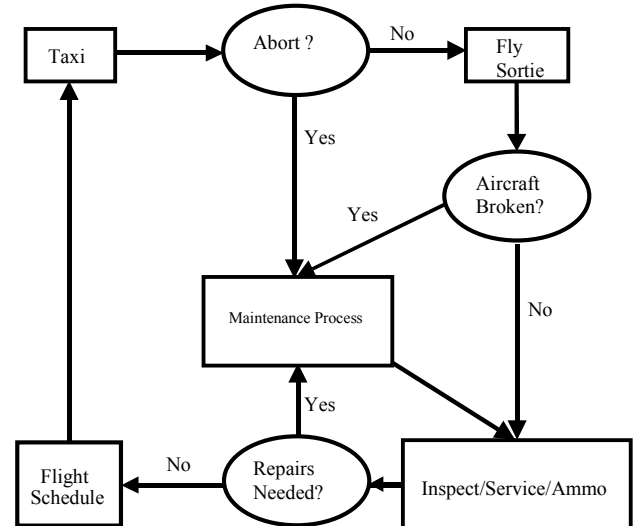 Taxi
Abort ?
No
Fly
Sortie
Yes
Aircraft
Broken?
Yes
Maintenance Process
No
Yes
Flight
Schedule
No
Repairs
Needed?
Inspect/Service/Ammo